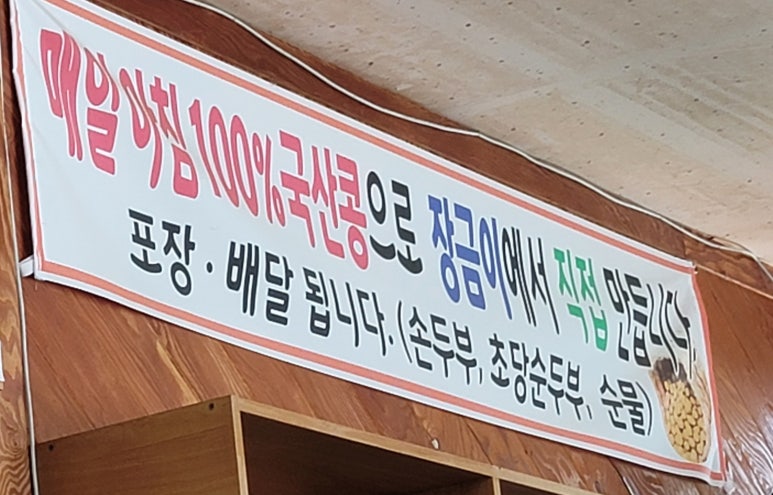 매일 아침 100% 국산콩으로 장금이에서 직접 만듭니다.
포장·배달 됩니다.(손두부, 초당순두부, 순물)